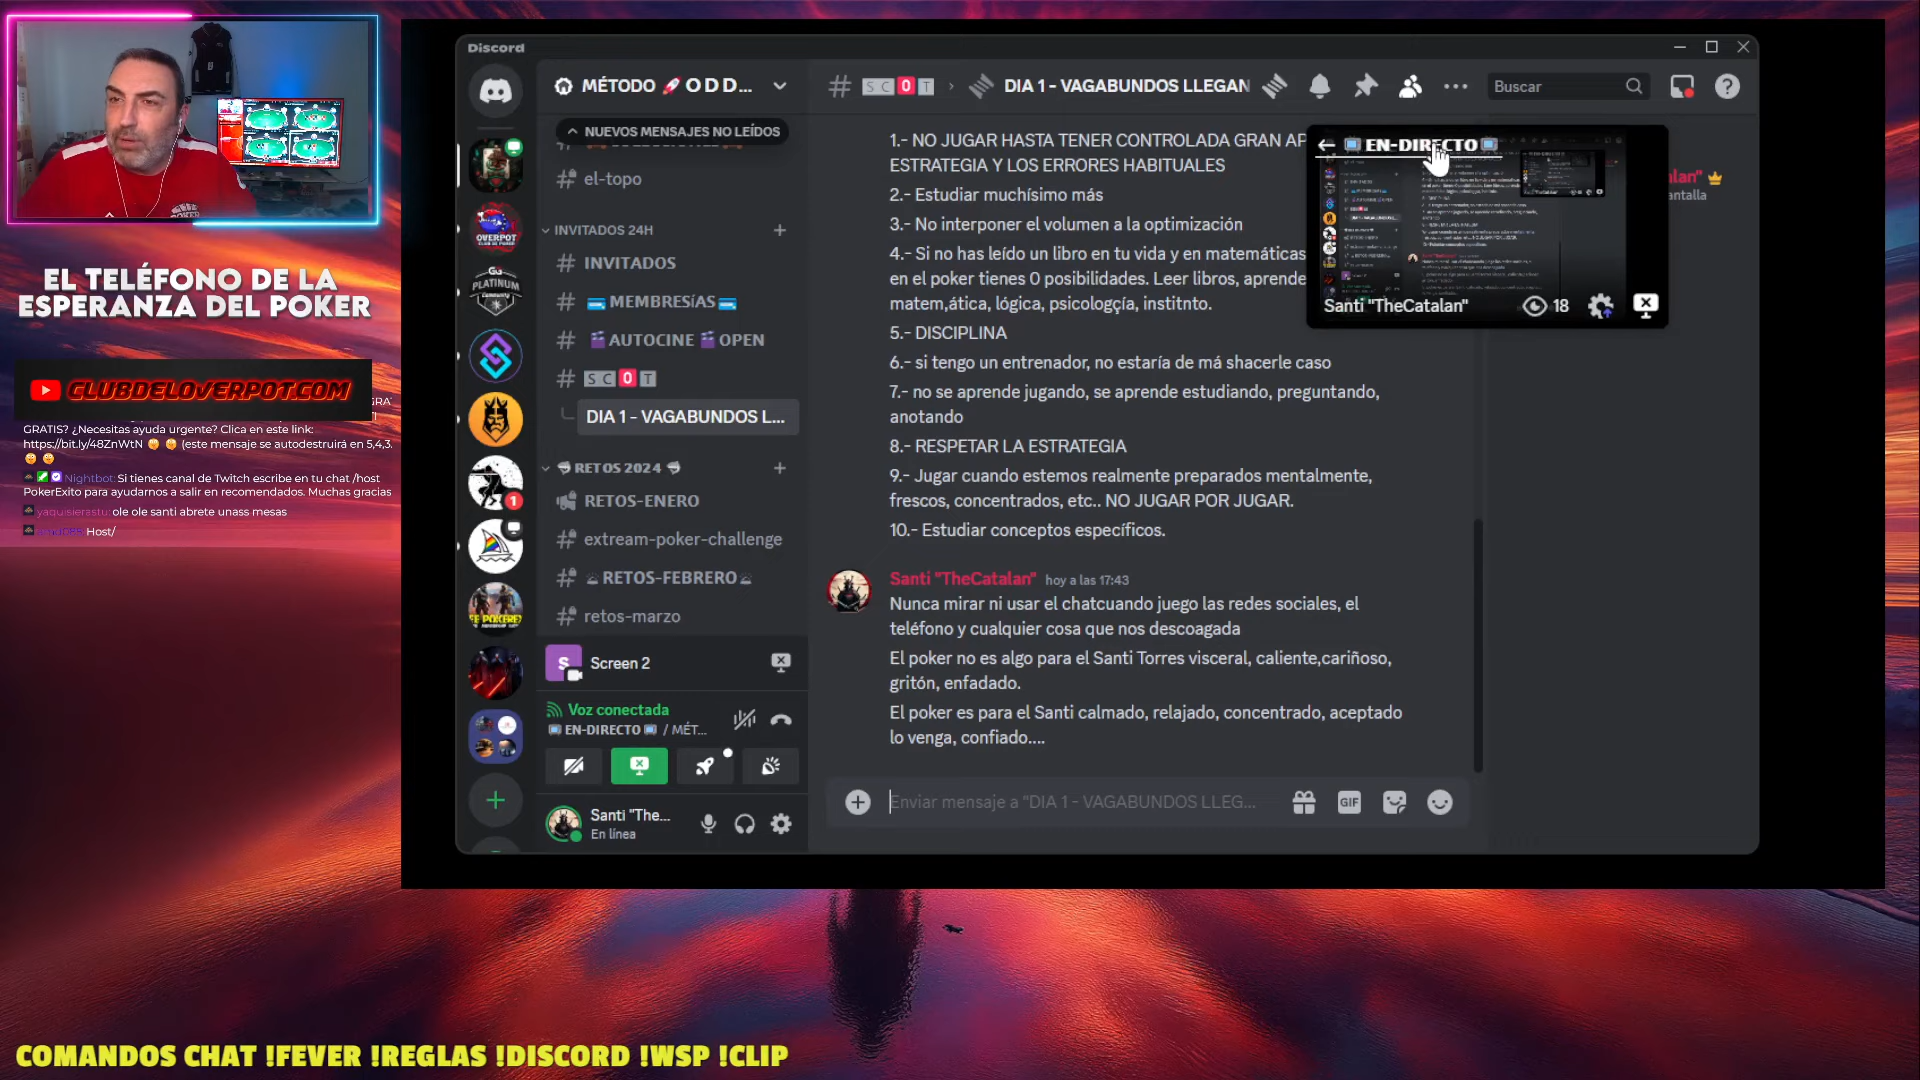 EL TELÉFONO DE LA
ESPERANZA DEL POKER
CLUBDELOVERPOT.COM
GRATIS? ¿Necesitas ayuda urgente? Clica en este link:
https://bit.ly/48ZnWtN (este mensaje se autodestruirá en 5,4,3.
Nightbot: Si tienes canal de Twitch escribe en tu chat /host
PokerExito para ayudarnos a salir en recomendados. Muchas gracias
yaquisierastu: ole ole santi abrete unass mesas
Host/
Discord
MÉTODO 🚀 O D D...
NUEVOS MENSAJES NO LEÍDOS
el-topo
INVITADOS 24H
INVITADOS
MEMBRESíAS
AUTOCINE OPEN
S C O T
DIA 1 - VAGABUNDOS L...
RETOS 2024
RETOS-ENERO
extream-poker-challenge
RETOS-FEBRERO
retos-marzo
OVERPOT
PLATINUM
1
S
Screen 2
Voz conectada
EN-DIRECTO / MÉT...
Santi "The...
En línea
S C O T › DIA 1 - VAGABUNDOS LLEGAN
Buscar
1.- NO JUGAR HASTA TENER CONTROLADA GRAN AP
ESTRATEGIA Y LOS ERRORES HABITUALES
2.- Estudiar muchísimo más
3.- No interponer el volumen a la optimización
4.- Si no has leído un libro en tu vida y en matemáticas
en el poker tienes 0 posibilidades. Leer libros, aprende
matem,ática, lógica, psicologçía, institnto.
5.- DISCIPLINA
6.- si tengo un entrenador, no estaría de má shacerle caso
7.- no se aprende jugando, se aprende estudiando, preguntando,
anotando
8.- RESPETAR LA ESTRATEGIA
9.- Jugar cuando estemos realmente preparados mentalmente,
frescos, concentrados, etc.. NO JUGAR POR JUGAR.
10.- Estudiar conceptos específicos.
Santi "TheCatalan" hoy a las 17:43
Nunca mirar ni usar el chatcuando juego las redes sociales, el
teléfono y cualquier cosa que nos descoagada
El poker no es algo para el Santi Torres visceral, caliente,cariñoso,
gritón, enfadado.
El poker es para el Santi calmado, relajado, concentrado, aceptado
lo venga, confiado....
Enviar mensaje a "DIA 1 - VAGABUNDOS LLEG...
GIF
EN-DIRECTO
Santi "TheCatalan" 18
lan"
antalla
COMANDOS CHAT !FEVER !REGLAS !DISCORD !WSP !CLIP